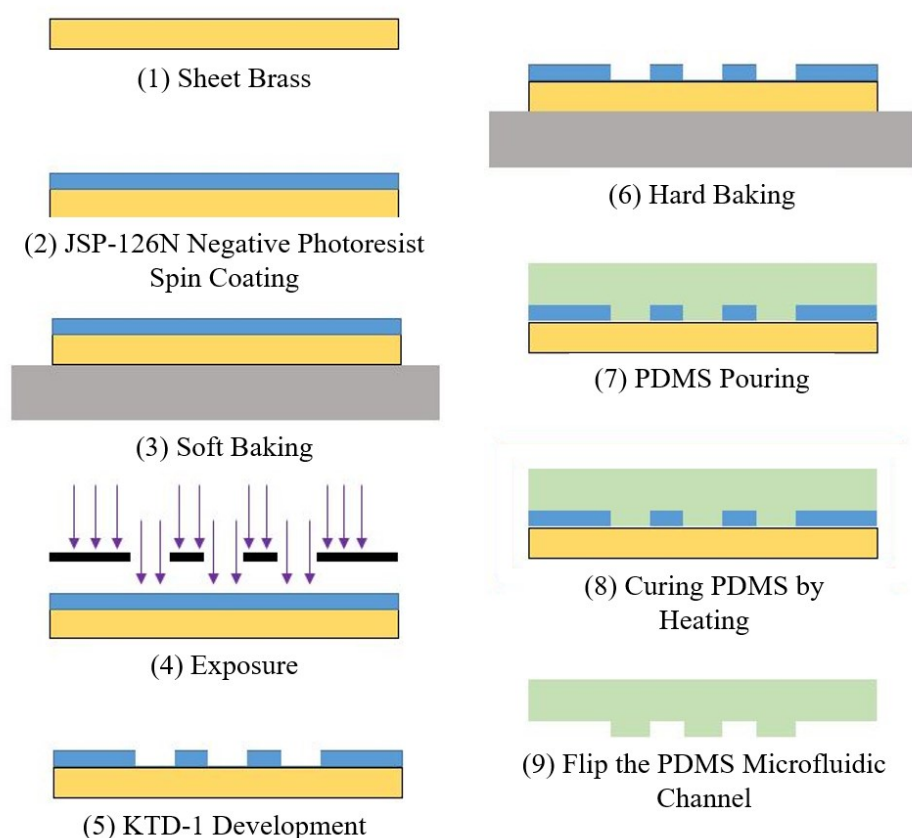 (1) Sheet Brass
(2) JSP-126N Negative Photoresist
Spin Coating
(3) Soft Baking
(4) Exposure
(5) KTD-1 Development
(6) Hard Baking
(7) PDMS Pouring
(8) Curing PDMS by
Heating
(9) Flip the PDMS Microfluidic
Channel